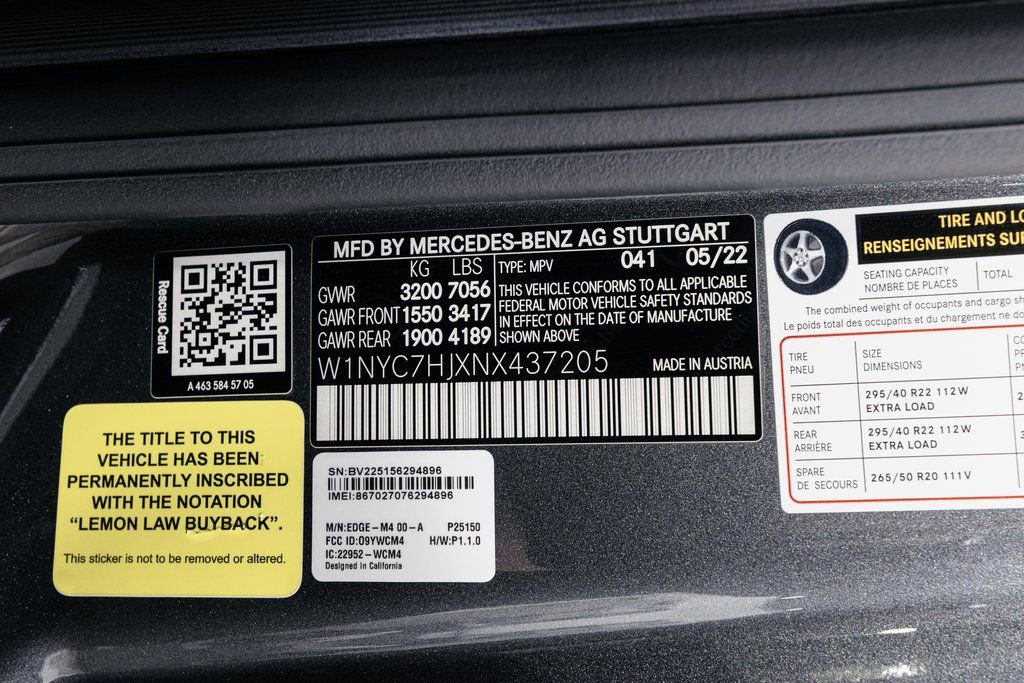 Rescue Card
A 463 584 57 05
MFD BY MERCEDES-BENZ AG STUTTGART
KG LBS TYPE: MPV 041 05/22
GVWR 3200 7056
GAWR FRONT 1550 3417
GAWR REAR 1900 4189
THIS VEHICLE CONFORMS TO ALL APPLICABLE
FEDERAL MOTOR VEHICLE SAFETY STANDARDS
IN EFFECT ON THE DATE OF MANUFACTURE
SHOWN ABOVE
W1NYC7HJXNX437205 MADE IN AUSTRIA
THE TITLE TO THIS
VEHICLE HAS BEEN
PERMANENTLY INSCRIBED
WITH THE NOTATION
“LEMON LAW BUYBACK”.
This sticker is not to be removed or altered.
SN:BV225156294896
IMEI:867027076294896
M/N:EDGE-M4 00-A P25150
FCC ID:O9YWCM4 H/W:P1.1.0
IC:22952-WCM4
Designed in California
TIRE AND
RENSEIGNEMENTS
SEATING CAPACITY
NOMBRE DE PLACES
TOTAL
The combined weight of occupants and cargo
Le poids total des occupants et du chargement ne
TIRE
PNEU
SIZE
DIMENSIONS
FRONT
AVANT
295/40 R22 112W
EXTRA LOAD
REAR
ARRIÈRE
295/40 R22 112W
EXTRA LOAD
SPARE
DE SECOURS
265/50 R20 111V